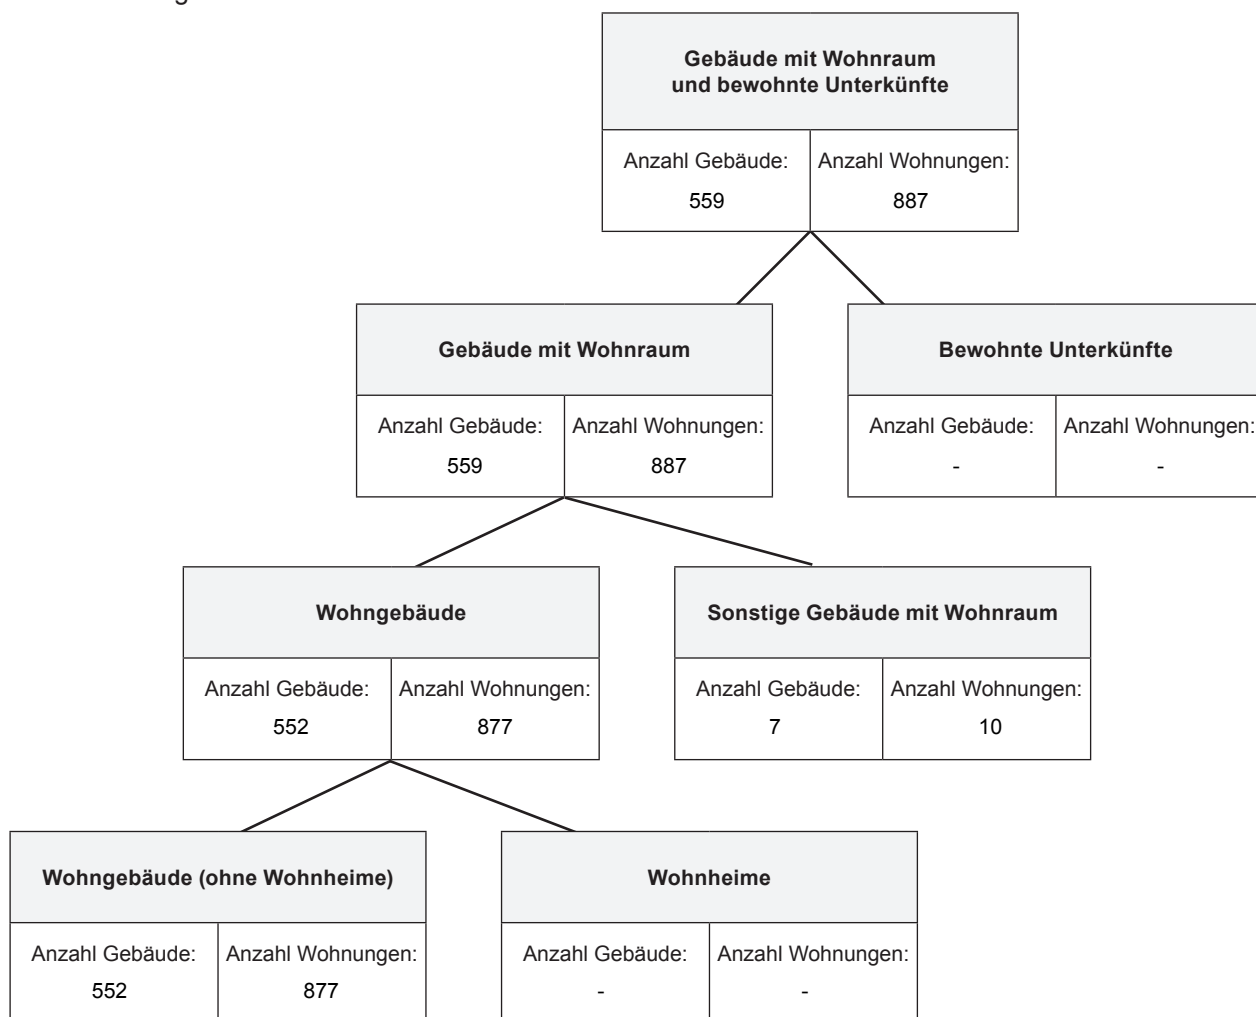 Gebäude mit Wohnraum
und bewohnte Unterkünfte
Anzahl Gebäude: Anzahl Wohnungen:
559 887
Gebäude mit Wohnraum Bewohnte Unterkünfte
Anzahl Gebäude: Anzahl Wohnungen: Anzahl Gebäude: Anzahl Wohnungen:
559 887 - -
Wohngebäude Sonstige Gebäude mit Wohnraum
Anzahl Gebäude: Anzahl Wohnungen: Anzahl Gebäude: Anzahl Wohnungen:
552 877 7 10
Wohngebäude (ohne Wohnheime) Wohnheime
Anzahl Gebäude: Anzahl Wohnungen: Anzahl Gebäude: Anzahl Wohnungen:
552 877 - -